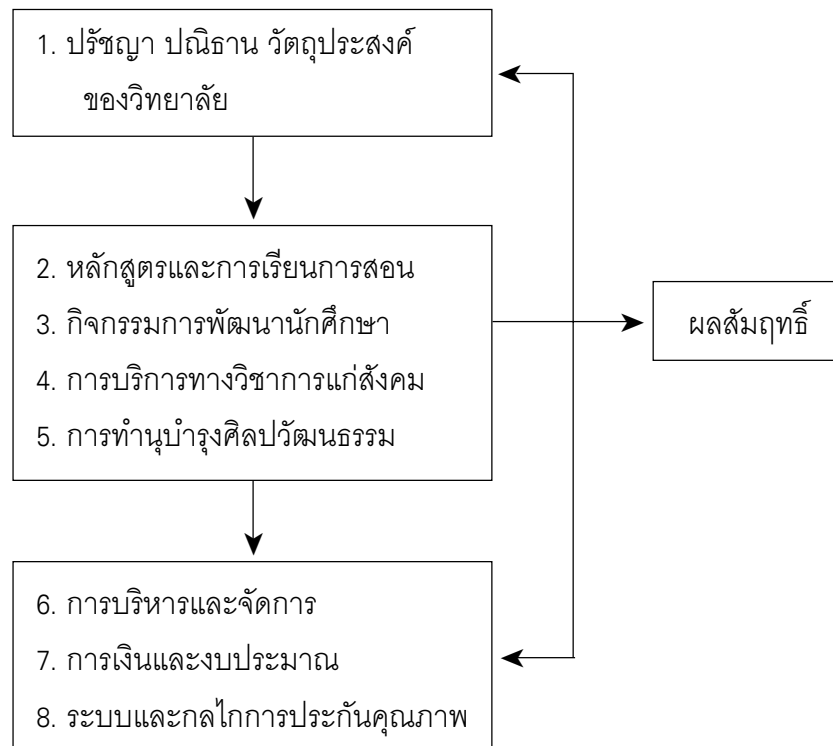 1. ปรัชญา ปณิธาน วัตถุประสงค์
ของวิทยาลัย
2. หลักสูตรและการเรียนการสอน
3. กิจกรรมการพัฒนานักศึกษา
4. การบริการทางวิชาการแก่สังคม
5. การทำนุบำรุงศิลปวัฒนธรรม
ผลสัมฤทธิ์
6. การบริหารและจัดการ
7. การเงินและงบประมาณ
8. ระบบและกลไกการประกันคุณภาพ